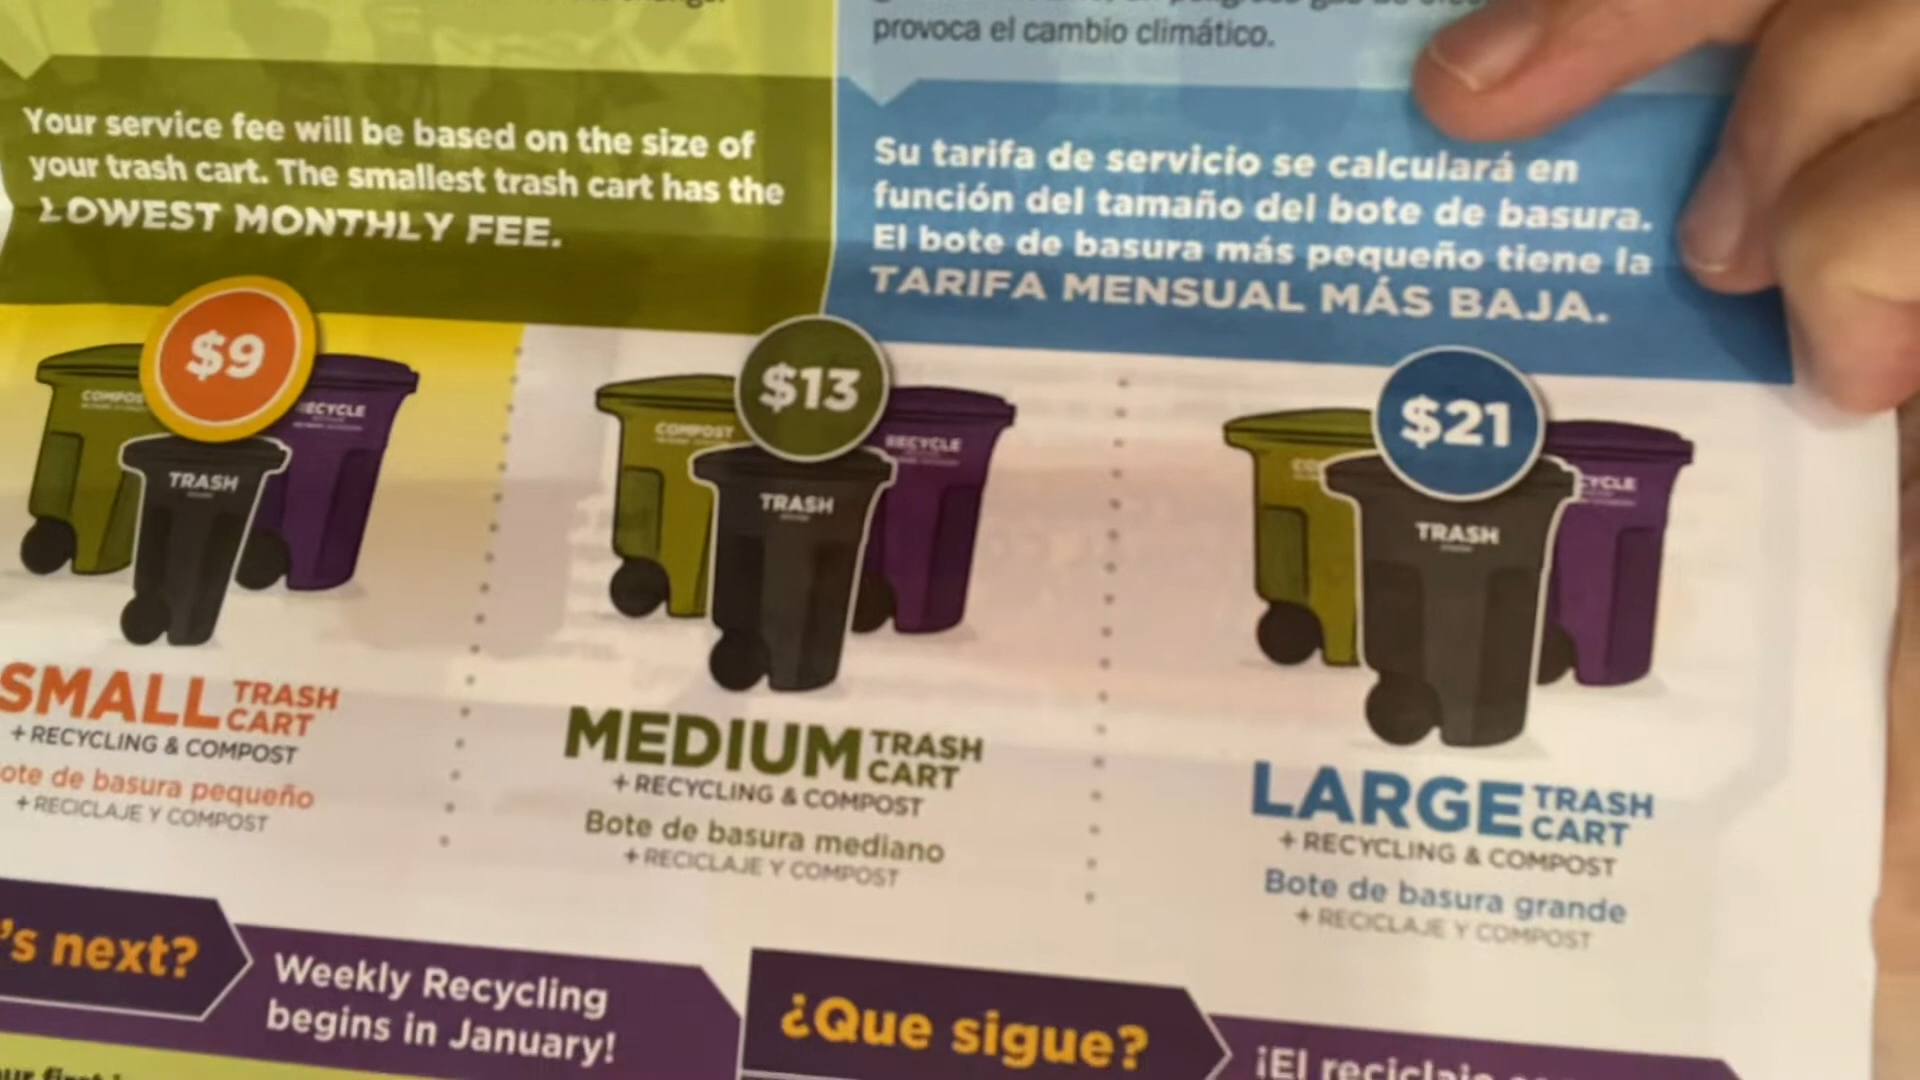 provoca el cambio climático.
Your service fee will be based on the size of
your trash cart. The smallest trash cart has the
LOWEST MONTHLY FEE.
Su tarifa de servicio se calculará en
función del tamaño del bote de basura.
El bote de basura más pequeño tiene la
TARIFA MENSUAL MÁS BAJA.
$9
COMPOS
ECYCLE
TRASH
SMALL TRASH CART
+ RECYCLING & COMPOST
ote de basura pequeño
+ RECICLAJE Y COMPOST
$13
COMPOST
RECYCLE
TRASH
MEDIUM TRASH CART
+ RECYCLING & COMPOST
Bote de basura mediano
+ RECICLAJE Y COMPOST
$21
CO
CYCLE
TRASH
LARGE TRASH CART
+ RECYCLING & COMPOST
Bote de basura grande
+ RECICLAJE Y COMPOST
's next?
Weekly Recycling
begins in January!
¿Que sigue?
¡El reciclaje